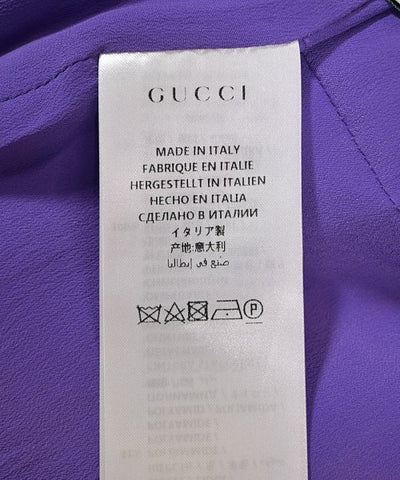 GUCCI
MADE IN ITALY
FABRIQUE EN ITALIE
HERGESTELLT IN ITALIEN
HECHO EN ITALIA
СДЕЛАНО В ИТАЛИИ
イタリア製
产地:意大利
صنع في إيطاليا
P